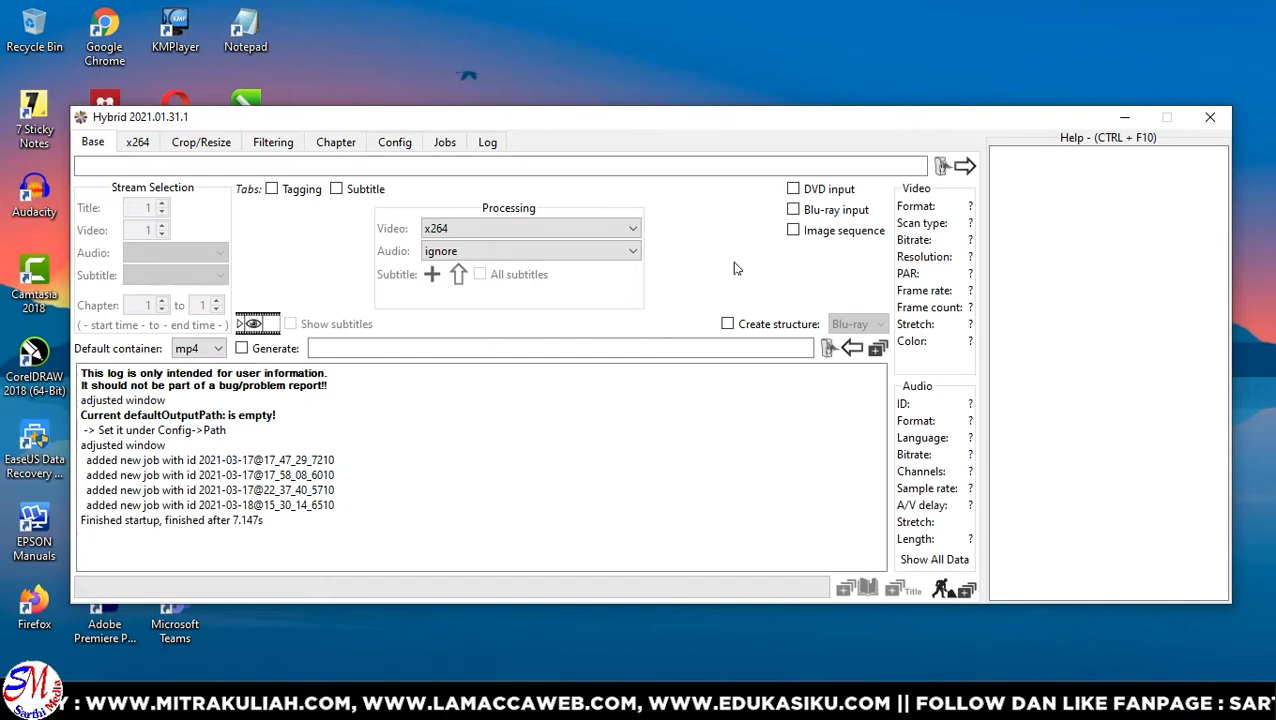 Recycle Bin
Google
Chrome
KMPlayer
Notepad
7 Sticky
Notes
Audacity
Camtasia
2018
CorelDRAW
2018 (64-Bit)
EaseUS Data
Recovery ...
EPSON
Manuals
Firefox
Adobe
Premiere P...
Microsoft
Teams
Hybrid 2021.01.31.1
Base x264 Crop/Resize Filtering Chapter Config Jobs Log
Help - (CTRL + F10)
Stream Selection
Title: 1
Video: 1
Audio:
Subtitle:
Chapter: 1 to 1
( - start time - to - end time - )
Tabs: Tagging Subtitle
Processing
Video: x264
Audio: ignore
Subtitle: All subtitles
DVD input
Blu-ray input
Image sequence
Show subtitles
Create structure: Blu-ray
Default container: mp4 Generate:
Video
Format: ?
Scan type: ?
Bitrate: ?
Resolution: ?
PAR: ?
Frame rate: ?
Frame count: ?
Stretch: ?
Color: ?
This log is only intended for user information.
It should not be part of a bug/problem report!!
adjusted window
Current defaultOutputPath: is empty!
-> Set it under Config->Path
adjusted window
added new job with id 2021-03-17@17_47_29_7210
added new job with id 2021-03-17@17_58_08_6010
added new job with id 2021-03-17@22_37_40_5710
added new job with id 2021-03-18@15_30_14_6510
Finished startup, finished after 7.147s
Audio
ID: ?
Format: ?
Language: ?
Bitrate: ?
Channels: ?
Sample rate: ?
A/V delay: ?
Stretch: ?
Length: ?
Show All Data
Title
SM
Sarthi Media
Y : WWW.MITRAKULIAH.COM, WWW.LAMACCAWEB.COM, WWW.EDUKASIKU.COM || FOLLOW DAN LIKE FANPAGE : SAR